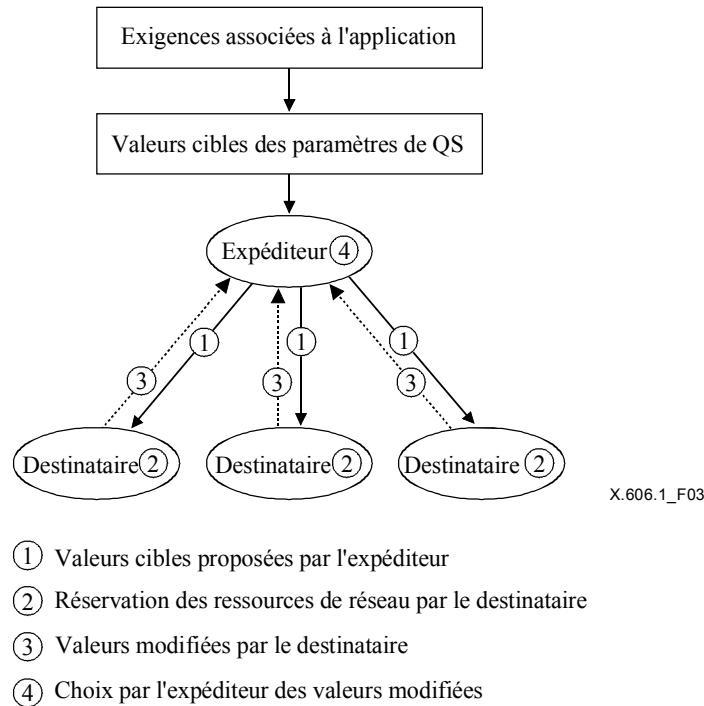 Exigences associées à l'application
Valeurs cibles des paramètres de QS
Expéditeur 4
1 1 1
3 3 3
Destinataire 2 Destinataire 2 Destinataire 2
X.606.1_F03
1 Valeurs cibles proposées par l'expéditeur
2 Réservation des ressources de réseau par le destinataire
3 Valeurs modifiées par le destinataire
4 Choix par l'expéditeur des valeurs modifiées